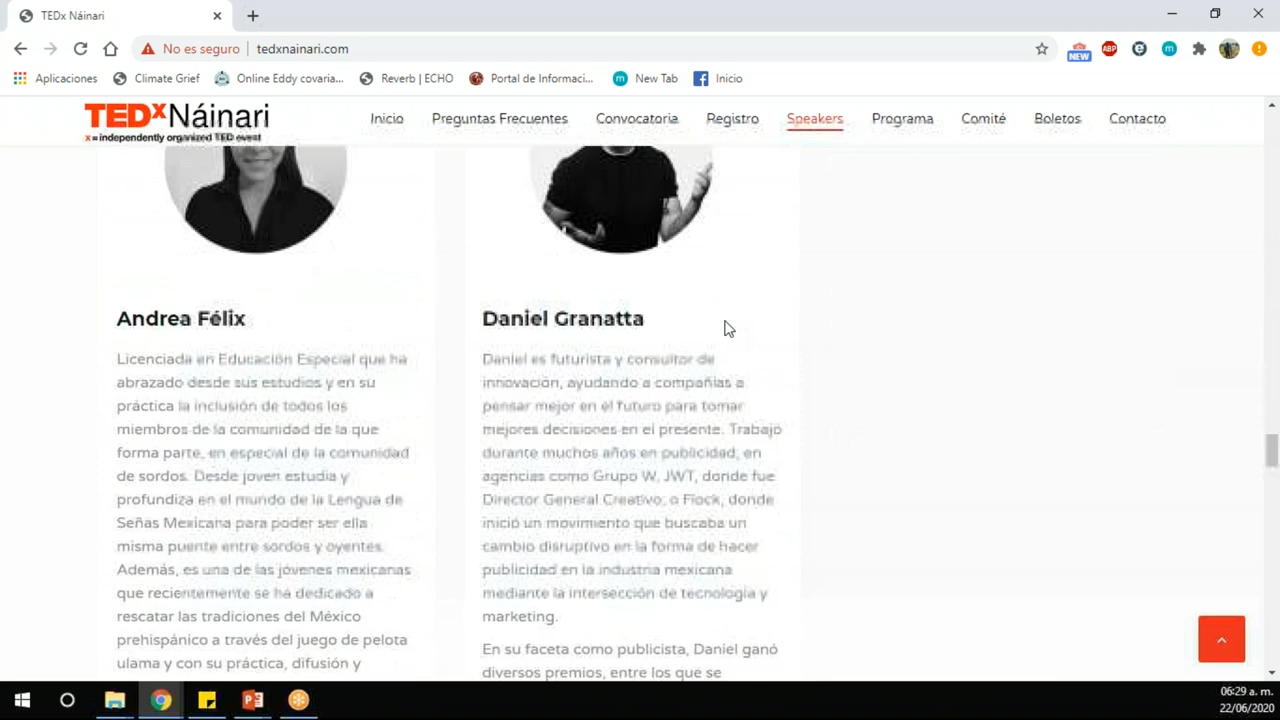 TEDx Náinari
No es seguro
tedxnainari.com
NEW
ABP
Aplicaciones
Climate Grief
Online Eddy covaria...
Reverb | ECHO
Portal de Informaci...
New Tab
Inicio
TEDxNáinari
x = independently organized TED event
Inicio
Preguntas Frecuentes
Convocatoria
Registro
Speakers
Programa
Comité
Boletos
Contacto
Andrea Félix
Licenciada en Educación Especial que ha
abrazado desde sus estudios y en su
práctica la inclusión de todos los
miembros de la comunidad de la que
forma parte, en especial de la comunidad
de sordos. Desde joven estudia y
profundiza en el mundo de la Lengua de
Señas Mexicana para poder ser ella
misma puente entre sordos y oyentes.
Además, es una de las jóvenes mexicanas
que recientemente se ha dedicado a
rescatar las tradiciones del México
prehispánico a través del juego de pelota
ulama y con su práctica, difusión y
Daniel Granatta
Daniel es futurista y consultor de
innovación, ayudando a compañías a
pensar mejor en el futuro para tomar
mejores decisiones en el presente. Trabajó
durante muchos años en publicidad, en
agencias como Grupo W, JWT, donde fue
Director General Creativo, o Flock, donde
inició un movimiento que buscaba un
cambio disruptivo en la forma de hacer
publicidad en la industria mexicana
mediante la intersección de tecnología y
marketing.
En su faceta como publicista, Daniel ganó
diversos premios, entre los que se
06:29 a. m.
22/06/2020